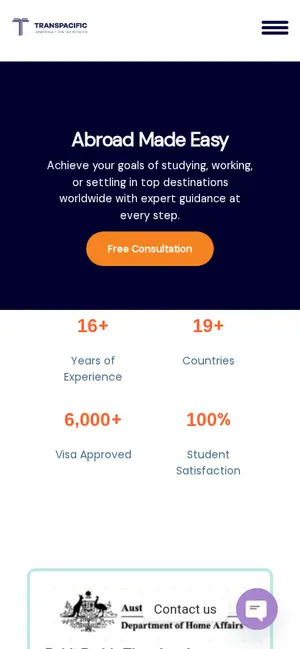 TRANSPACIFIC
Abroad Made Easy
Achieve your goals of studying, working,
or settling in top destinations
worldwide with expert guidance at
every step.
Free Consultation
16+
19+
Years of
Experience
Countries
6,000+
100%
Visa Approved
Student
Satisfaction
Aust
Contact us
Department of Home Affairs